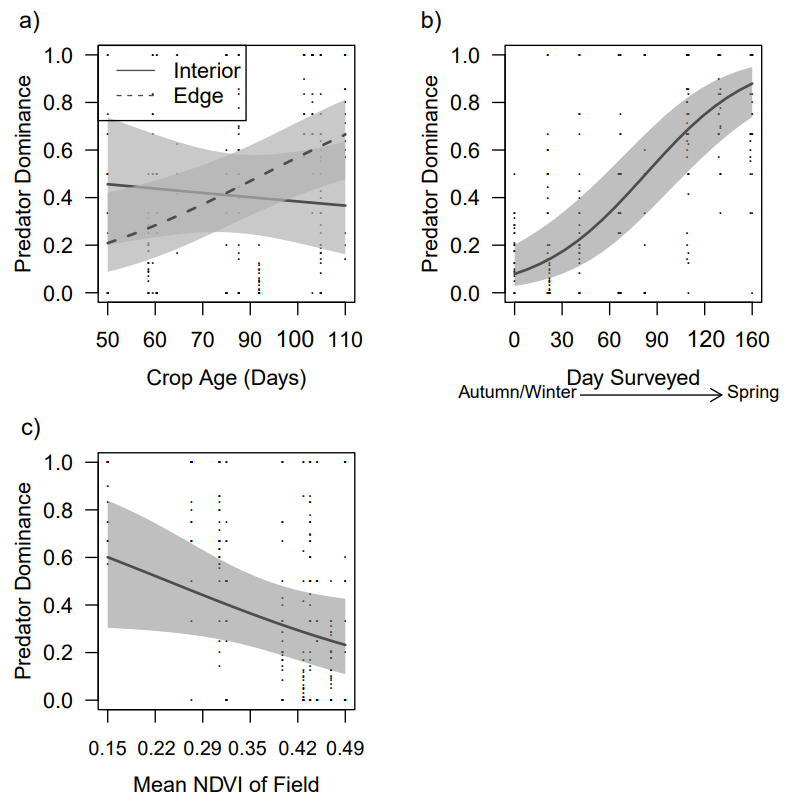 a)
Predator Dominance
1.0
0.8
0.6
0.4
0.2
0.0
Interior
Edge
50 60 70 90 100 110
Crop Age (Days)
b)
Predator Dominance
1.0
0.8
0.6
0.4
0.2
0.0
0 30 60 90 120 160
Day Surveyed
Autumn/Winter Spring
c)
Predator Dominance
1.0
0.8
0.6
0.4
0.2
0.0
0.15 0.22 0.29 0.35 0.42 0.49
Mean NDVI of Field